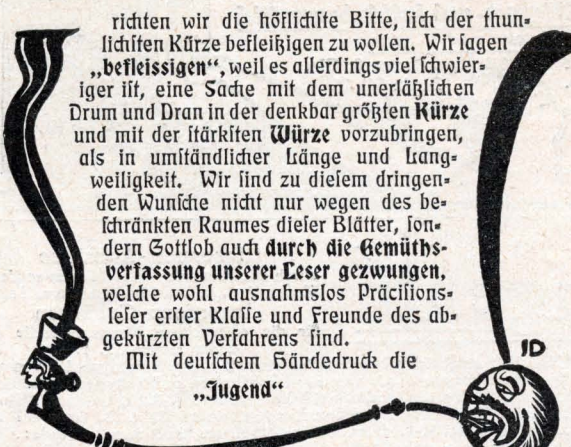 richten wir die höflichſte Bitte, ſich der thun-
lichſten Kürze befleißigen zu wollen. Wir ſagen
„befleissigen“, weil es allerdings viel ſchwier-
iger iſt, eine Sache mit dem unerläßlichen
Drum und Dran in der denkbar größten Kürze
und mit der ſtärkſten Würze vorzubringen,
als in umſtändlicher Länge und Lang-
weiligkeit. Wir ſind zu dieſem dringen-
den Wunſche nicht nur wegen des be-
ſchränkten Raumes dieſer Blätter, ſon-
dern Gottlob auch durch die Gemüths-
verfaſſung unſerer Leſer gezwungen,
welche wohl ausnahmslos Präciſions-
leſer erſter Klaſſe und Freunde des ab-
gekürzten Verfahrens ſind.
Mit deutſchem Händedruck die
„Jugend“
JD